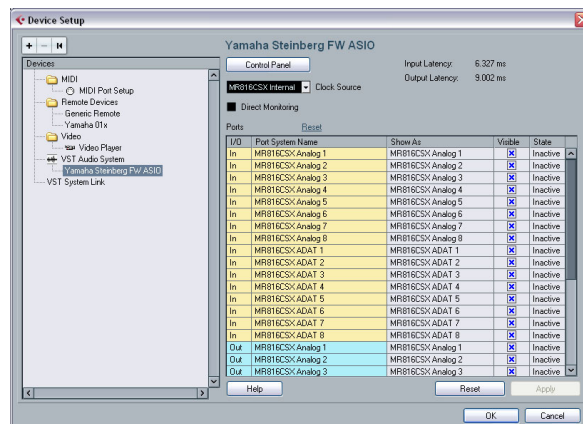 Device Setup
+ - |◀
Devices
MIDI
MIDI Port Setup
Remote Devices
Generic Remote
Yamaha 01x
Video
Video Player
VST Audio System
Yamaha Steinberg FW ASIO
VST System Link
Yamaha Steinberg FW ASIO
Control Panel
Input Latency: 6.327 ms
Output Latency: 9.002 ms
MR816CSX Internal Clock Source
Direct Monitoring
Ports Reset
I/O Port System Name Show As Visible State
In MR816CSX Analog 1 MR816CSX Analog 1 Inactive
In MR816CSX Analog 2 MR816CSX Analog 2 Inactive
In MR816CSX Analog 3 MR816CSX Analog 3 Inactive
In MR816CSX Analog 4 MR816CSX Analog 4 Inactive
In MR816CSX Analog 5 MR816CSX Analog 5 Inactive
In MR816CSX Analog 6 MR816CSX Analog 6 Inactive
In MR816CSX Analog 7 MR816CSX Analog 7 Inactive
In MR816CSX Analog 8 MR816CSX Analog 8 Inactive
In MR816CSX ADAT 1 MR816CSX ADAT 1 Inactive
In MR816CSX ADAT 2 MR816CSX ADAT 2 Inactive
In MR816CSX ADAT 3 MR816CSX ADAT 3 Inactive
In MR816CSX ADAT 4 MR816CSX ADAT 4 Inactive
In MR816CSX ADAT 5 MR816CSX ADAT 5 Inactive
In MR816CSX ADAT 6 MR816CSX ADAT 6 Inactive
In MR816CSX ADAT 7 MR816CSX ADAT 7 Inactive
In MR816CSX ADAT 8 MR816CSX ADAT 8 Inactive
Out MR816CSX Analog 1 MR816CSX Analog 1 Inactive
Out MR816CSX Analog 2 MR816CSX Analog 2 Inactive
Out MR816CSX Analog 3 MR816CSX Analog 3 Inactive
Help Reset Apply
OK Cancel